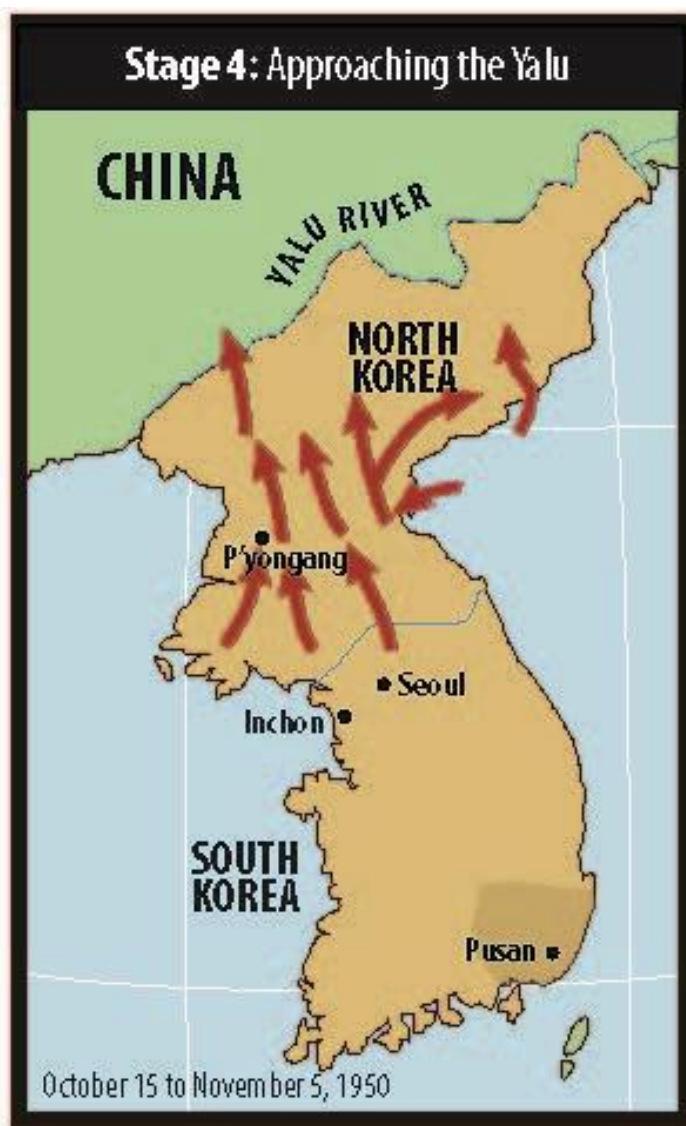 Stage 4: Approaching the Yalu
CHINA
YALU RIVER
NORTH
KOREA
P'yongang
Seoul
Inchon
SOUTH
KOREA
Pusan
October 15 to November 5, 1950